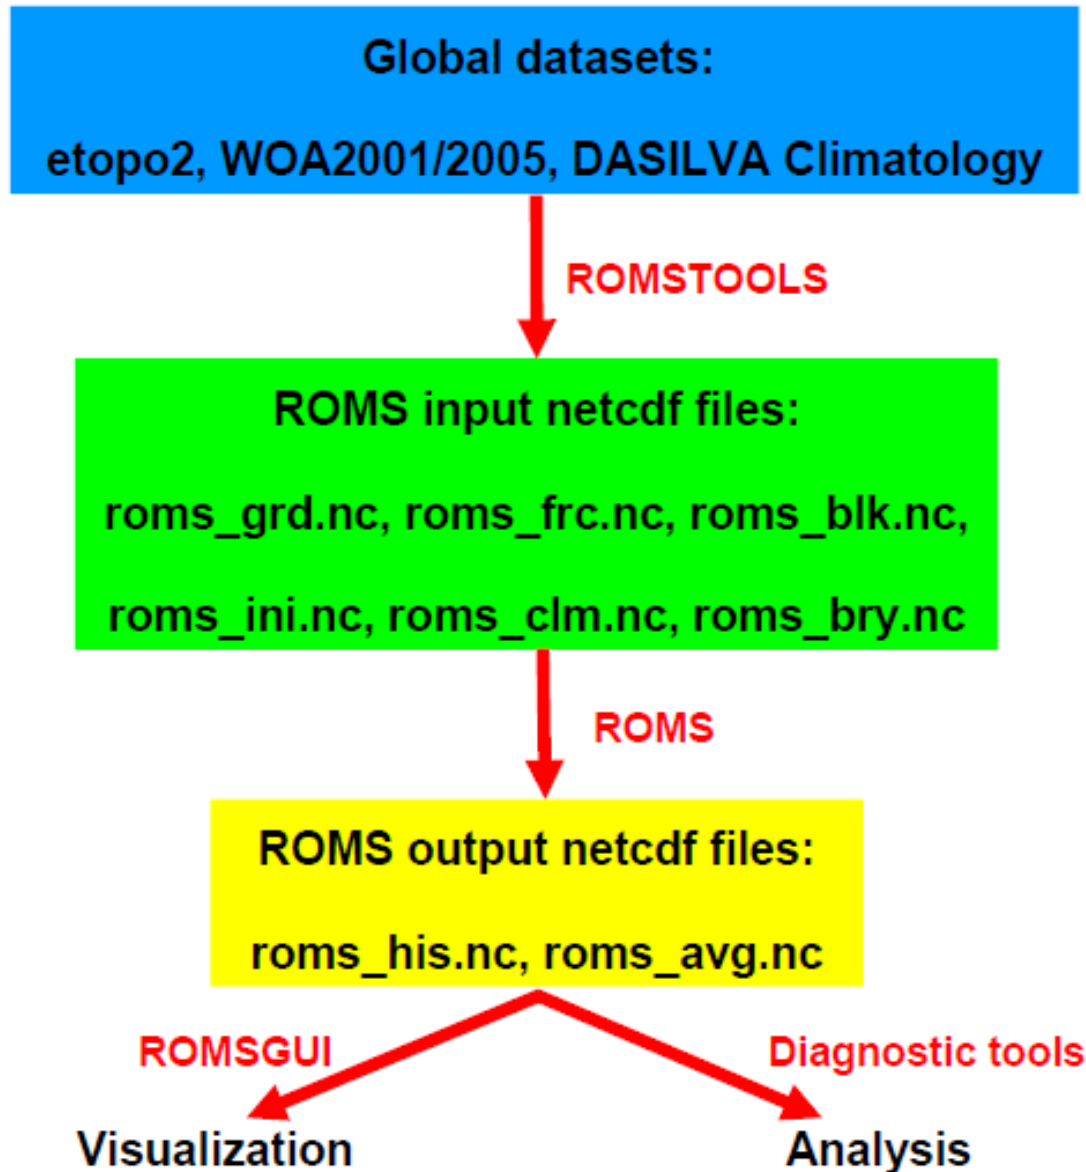 Global datasets:
etopo2, WOA2001/2005, DASILVA Climatology
ROMSTOOLS
ROMS input netcdf files:
roms_grd.nc, roms_frc.nc, roms_blk.nc,
roms_ini.nc, roms_clm.nc, roms_bry.nc
ROMS
ROMS output netcdf files:
roms_his.nc, roms_avg.nc
ROMSGUI
Diagnostic tools
Visualization
Analysis